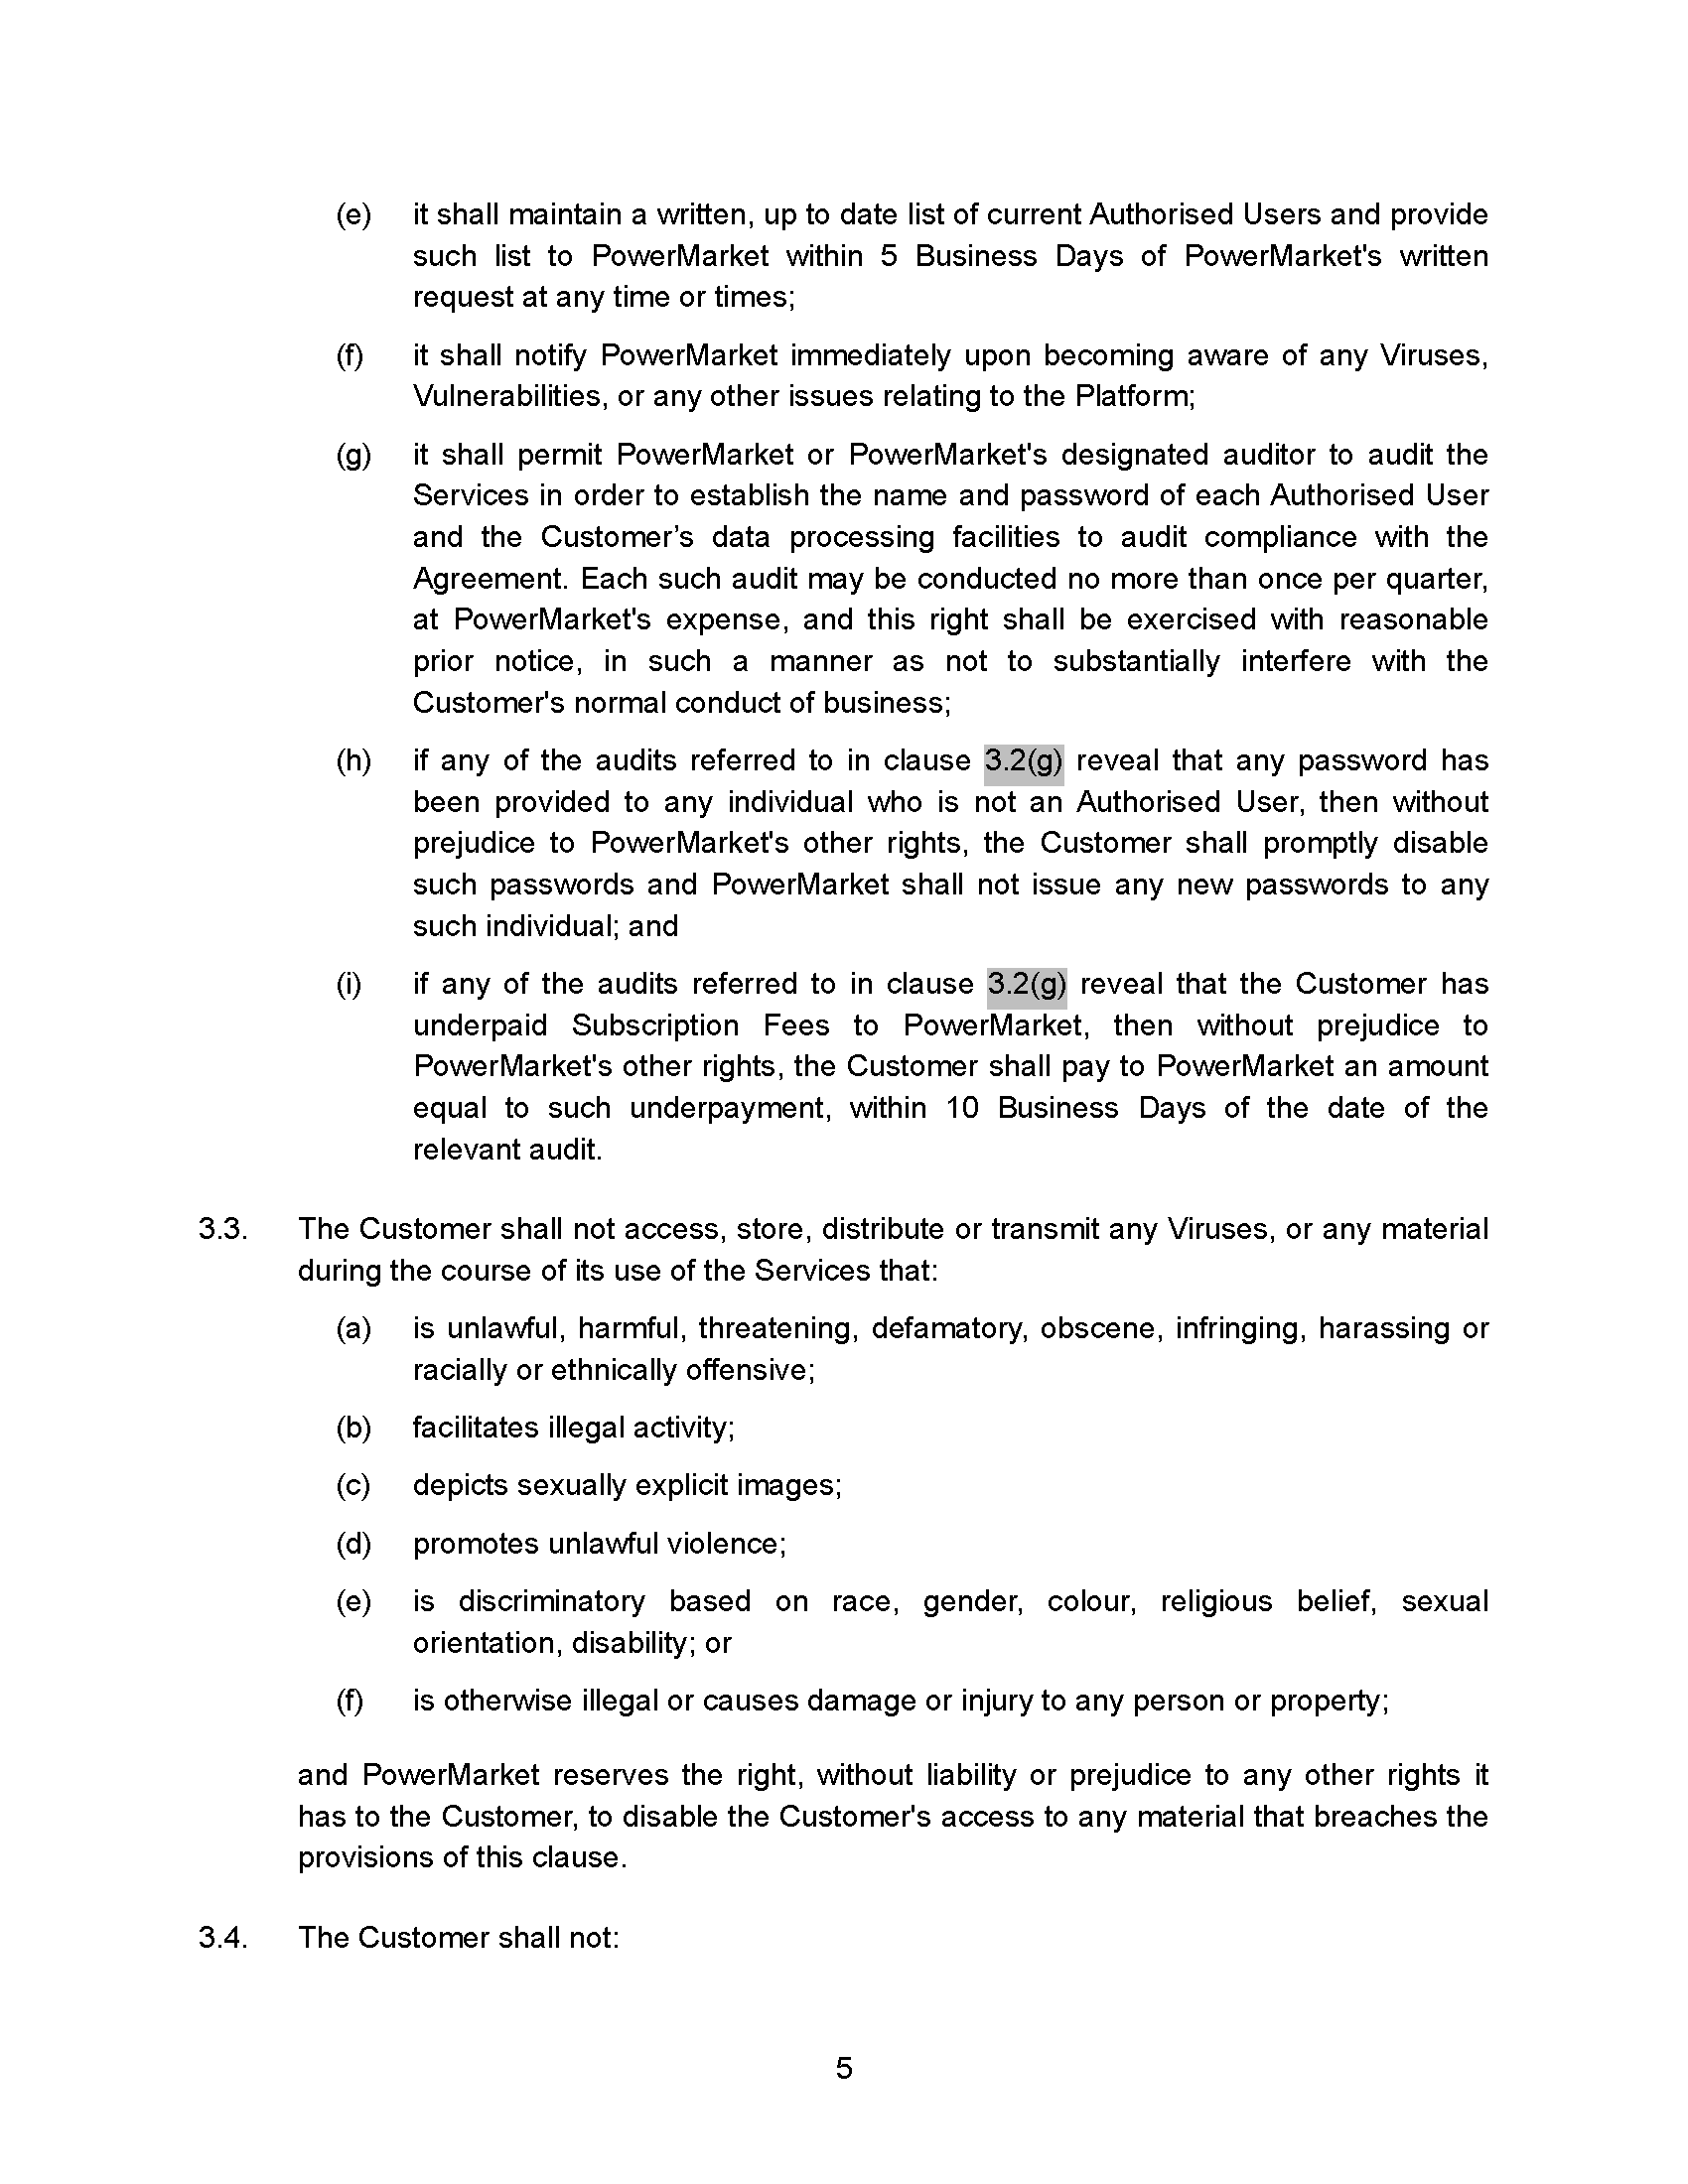 (e) it shall maintain a written, up to date list of current Authorised Users and provide
such list to PowerMarket within 5 Business Days of PowerMarket's written
request at any time or times;
(f) it shall notify PowerMarket immediately upon becoming aware of any Viruses,
Vulnerabilities, or any other issues relating to the Platform;
(g) it shall permit PowerMarket or PowerMarket's designated auditor to audit the
Services in order to establish the name and password of each Authorised User
and the Customer’s data processing facilities to audit compliance with the
Agreement. Each such audit may be conducted no more than once per quarter,
at PowerMarket's expense, and this right shall be exercised with reasonable
prior notice, in such a manner as not to substantially interfere with the
Customer's normal conduct of business;
(h) if any of the audits referred to in clause 3.2(g) reveal that any password has
been provided to any individual who is not an Authorised User, then without
prejudice to PowerMarket's other rights, the Customer shall promptly disable
such passwords and PowerMarket shall not issue any new passwords to any
such individual; and
(i) if any of the audits referred to in clause 3.2(g) reveal that the Customer has
underpaid Subscription Fees to PowerMarket, then without prejudice to
PowerMarket's other rights, the Customer shall pay to PowerMarket an amount
equal to such underpayment, within 10 Business Days of the date of the
relevant audit.
3.3. The Customer shall not access, store, distribute or transmit any Viruses, or any material
during the course of its use of the Services that:
(a) is unlawful, harmful, threatening, defamatory, obscene, infringing, harassing or
racially or ethnically offensive;
(b) facilitates illegal activity;
(c) depicts sexually explicit images;
(d) promotes unlawful violence;
(e) is discriminatory based on race, gender, colour, religious belief, sexual
orientation, disability; or
(f) is otherwise illegal or causes damage or injury to any person or property;
and PowerMarket reserves the right, without liability or prejudice to any other rights it
has to the Customer, to disable the Customer's access to any material that breaches the
provisions of this clause.
3.4. The Customer shall not:
5